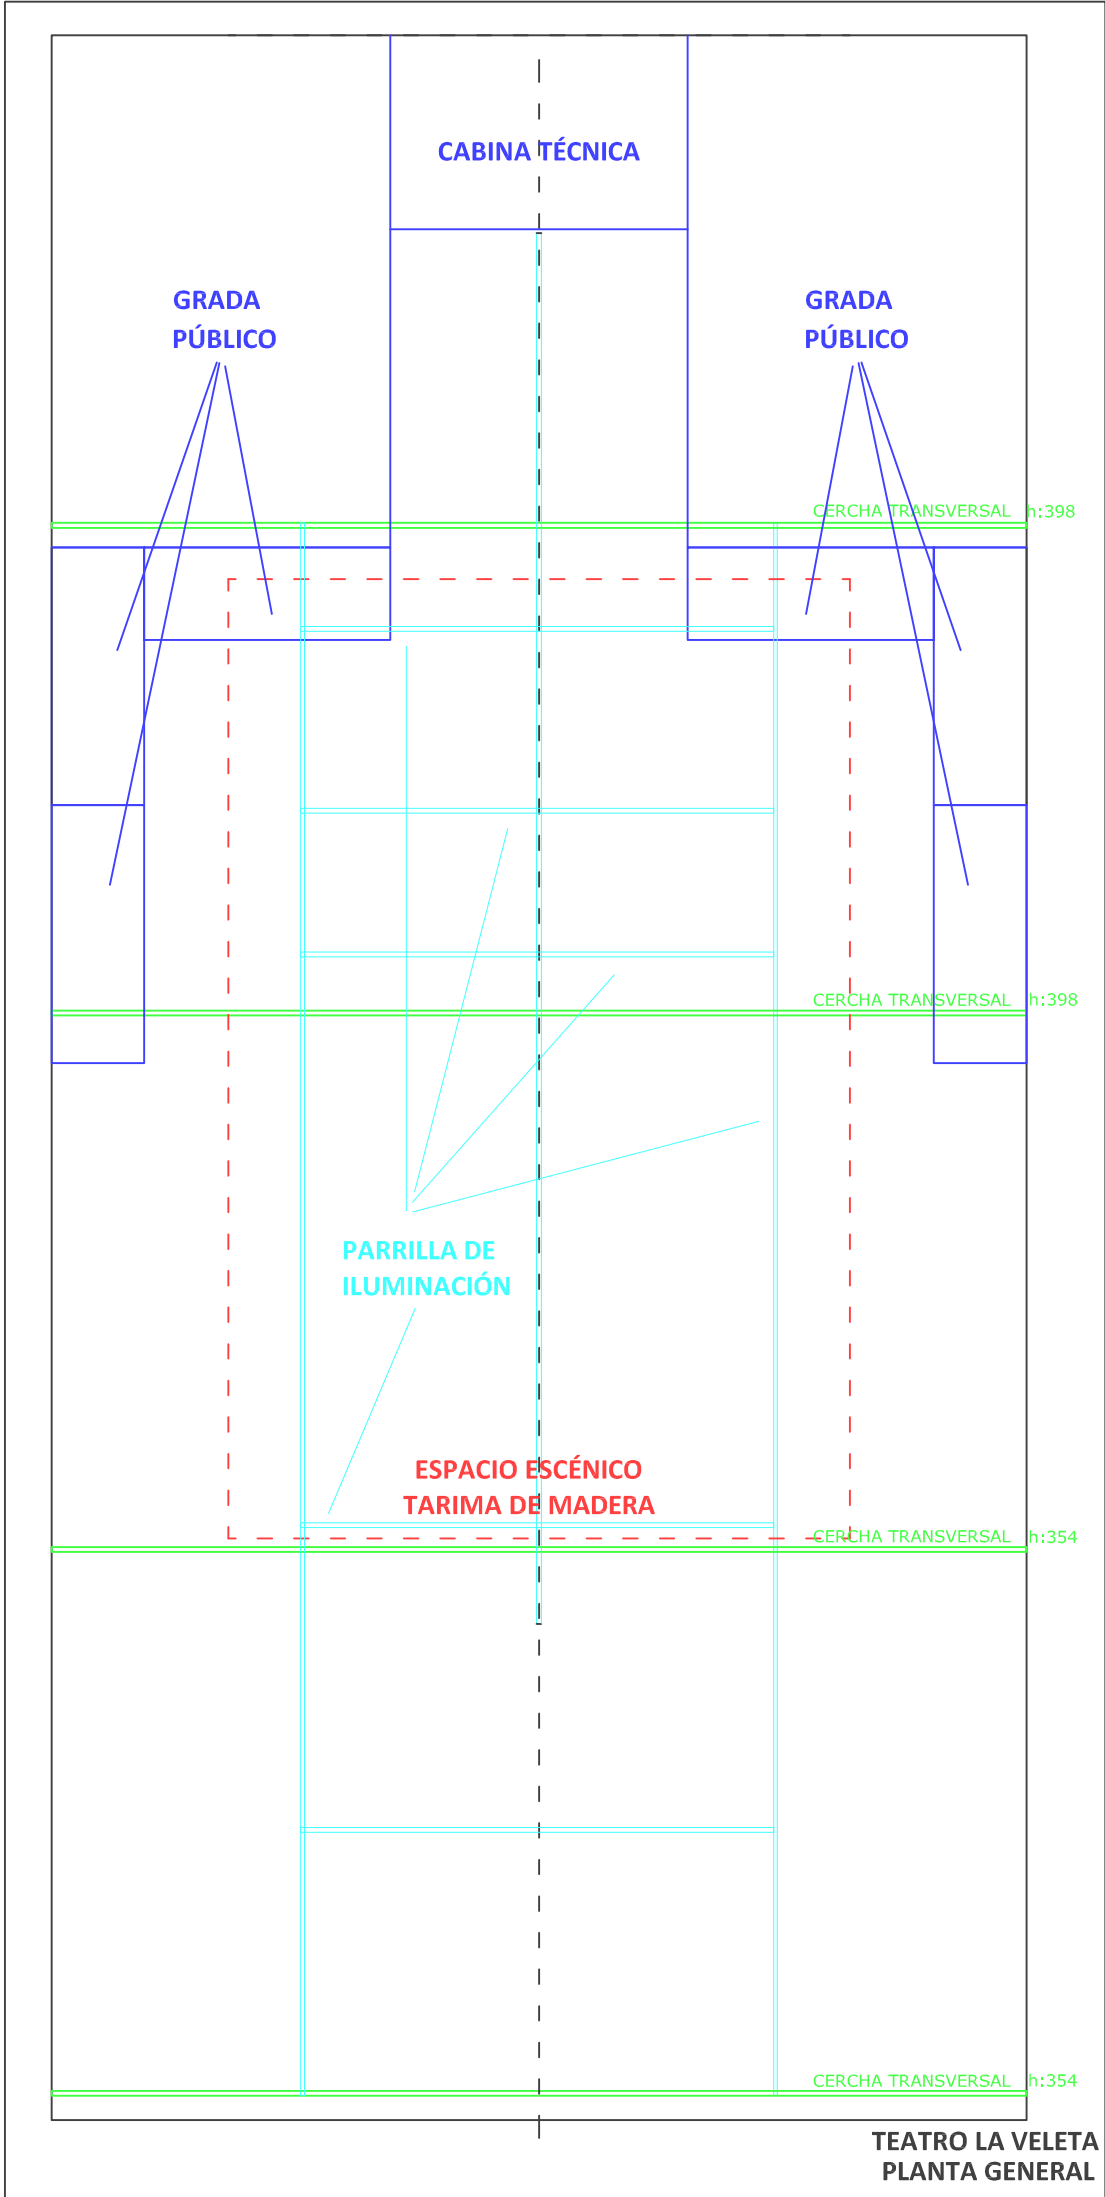 CABINA TÉCNICA
GRADA
PÚBLICO
GRADA
PÚBLICO
CERCHA TRANSVERSAL h:398
CERCHA TRANSVERSAL h:398
PARRILLA DE
ILUMINACIÓN
ESPACIO ESCÉNICO
TARIMA DE MADERA
CERCHA TRANSVERSAL h:354
CERCHA TRANSVERSAL h:354
TEATRO LA VELETA
PLANTA GENERAL